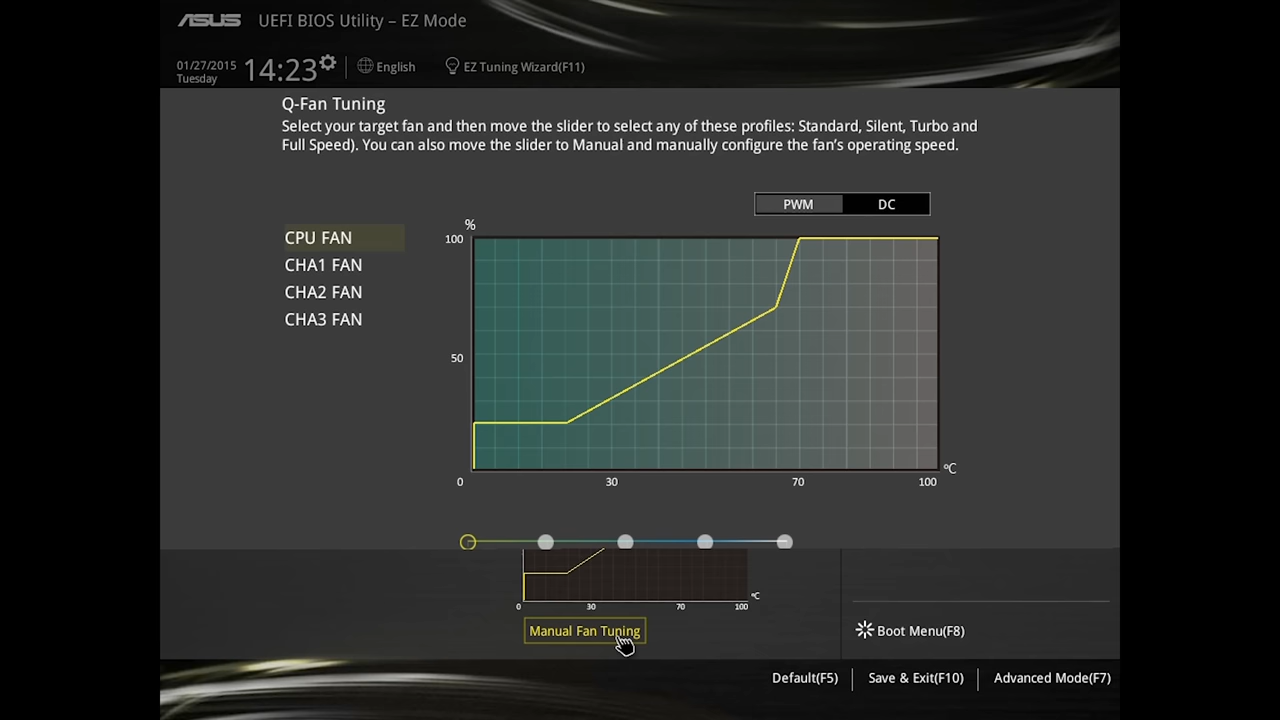 ASUS UEFI BIOS Utility – EZ Mode
01/27/2015
Tuesday
14:23
English
EZ Tuning Wizard(F11)
Q-Fan Tuning
Select your target fan and then move the slider to select any of these profiles: Standard, Silent, Turbo and
Full Speed). You can also move the slider to Manual and manually configure the fan's operating speed.
PWM DC
CPU FAN
CHA1 FAN
CHA2 FAN
CHA3 FAN
%
100
50
0 30 70 100
ºC
0 30 70 100
ºC
Manual Fan Tuning
Boot Menu(F8)
Default(F5) Save & Exit(F10) Advanced Mode(F7)